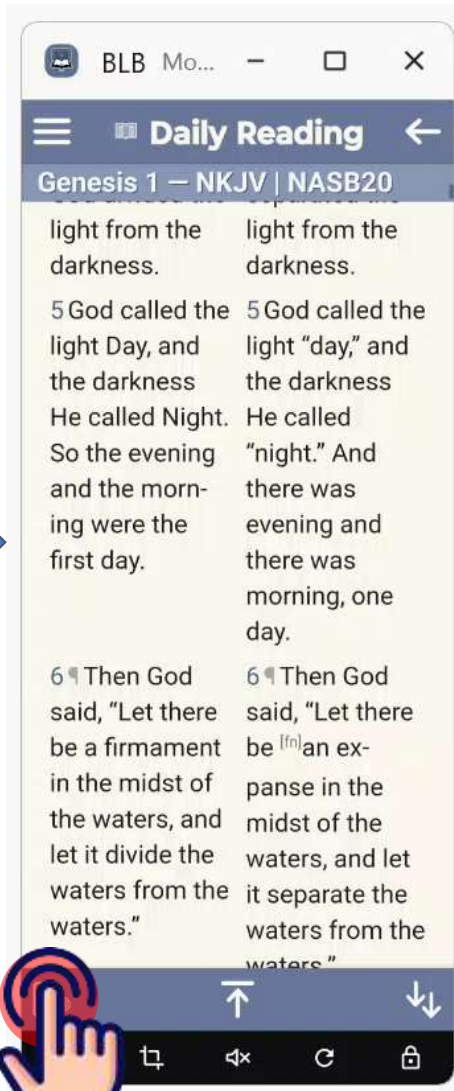 BLB Mo...
Daily Reading
Genesis 1 — NKJV | NASB20
light from the
darkness.
5 God called the
light Day, and
the darkness
He called Night.
So the evening
and the morn-
ing were the
first day.
6 ¶ Then God
said, “Let there
be a firmament
in the midst of
the waters, and
let it divide the
waters from the
waters.”
light from the
darkness.
5 God called the
light “day,” and
the darkness
He called
“night.” And
there was
evening and
there was
morning, one
day.
6 ¶ Then God
said, “Let there
be [fn]an ex-
panse in the
midst of the
waters, and let
it separate the
waters from the
waters.”